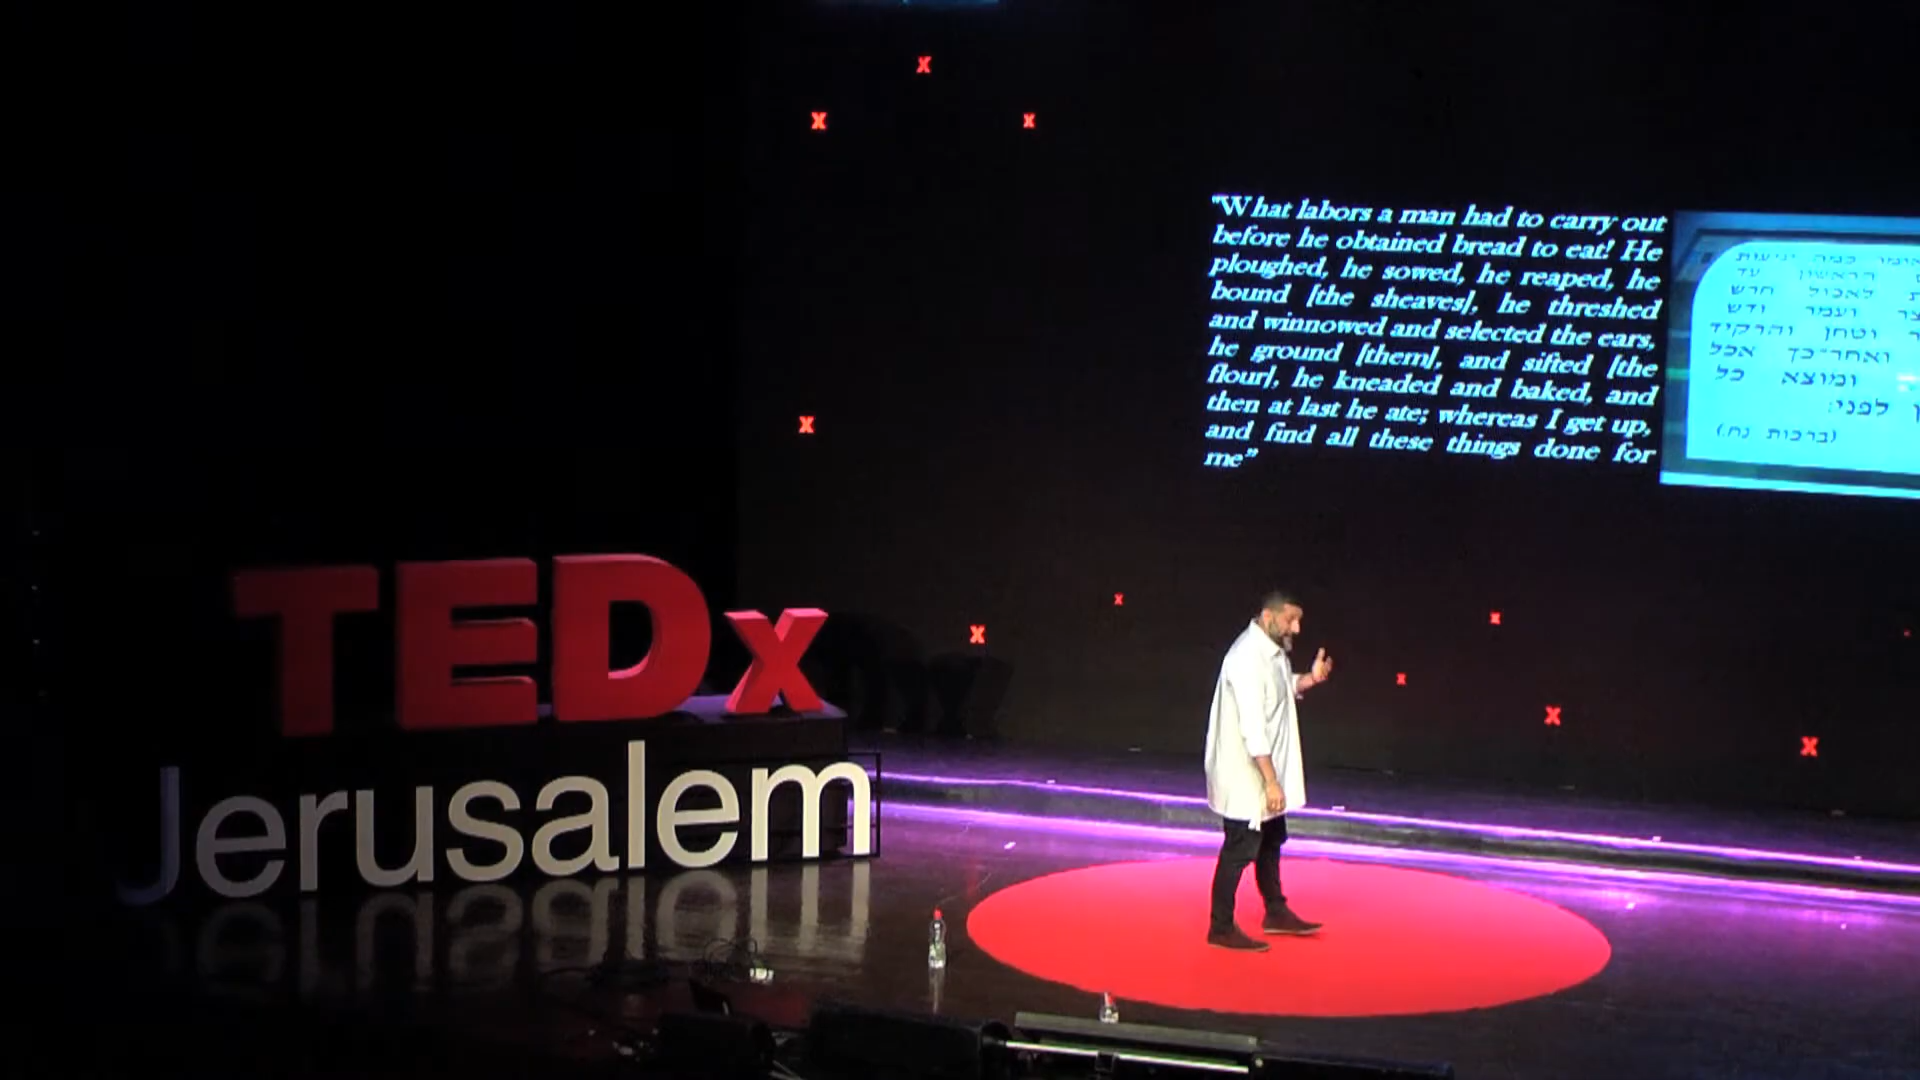 "What labors a man had to carry out
before he obtained bread to eat! He
ploughed, he sowed, he reaped, he
bound [the sheaves], he threshed
and winnowed and selected the ears,
he ground [them], and sifted [the
flour], he kneaded and baked, and
then at last he ate; whereas I get up,
and find all these things done for
me”
כמה יגיעות
הראשון עד
לאכול חרש
ועמר ודש
וטחן והרקיד
ואחר־כך אכל
ומוצא כל
לפני:
(ברכות נח.)
TEDx
Jerusalem